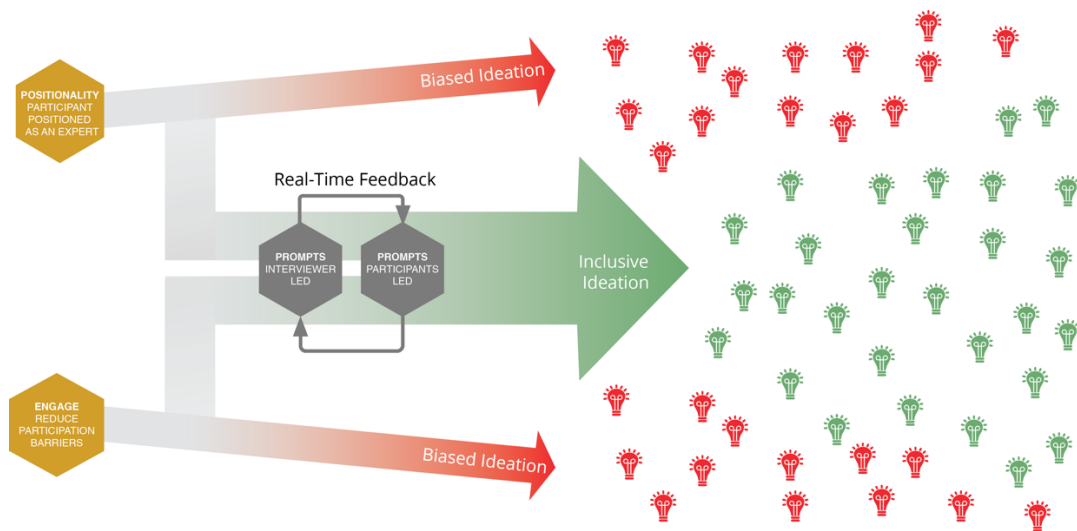 Biased Ideation
POSITIONALITY
PARTICIPANT
POSITIONED
AS AN EXPERT
Real-Time Feedback
PROMPTS
INTERVIEWER
LED
PROMPTS
PARTICIPANTS
LED
Inclusive
Ideation
ENGAGE
REDUCE
PARTICIPATION
BARRIERS
Biased Ideation